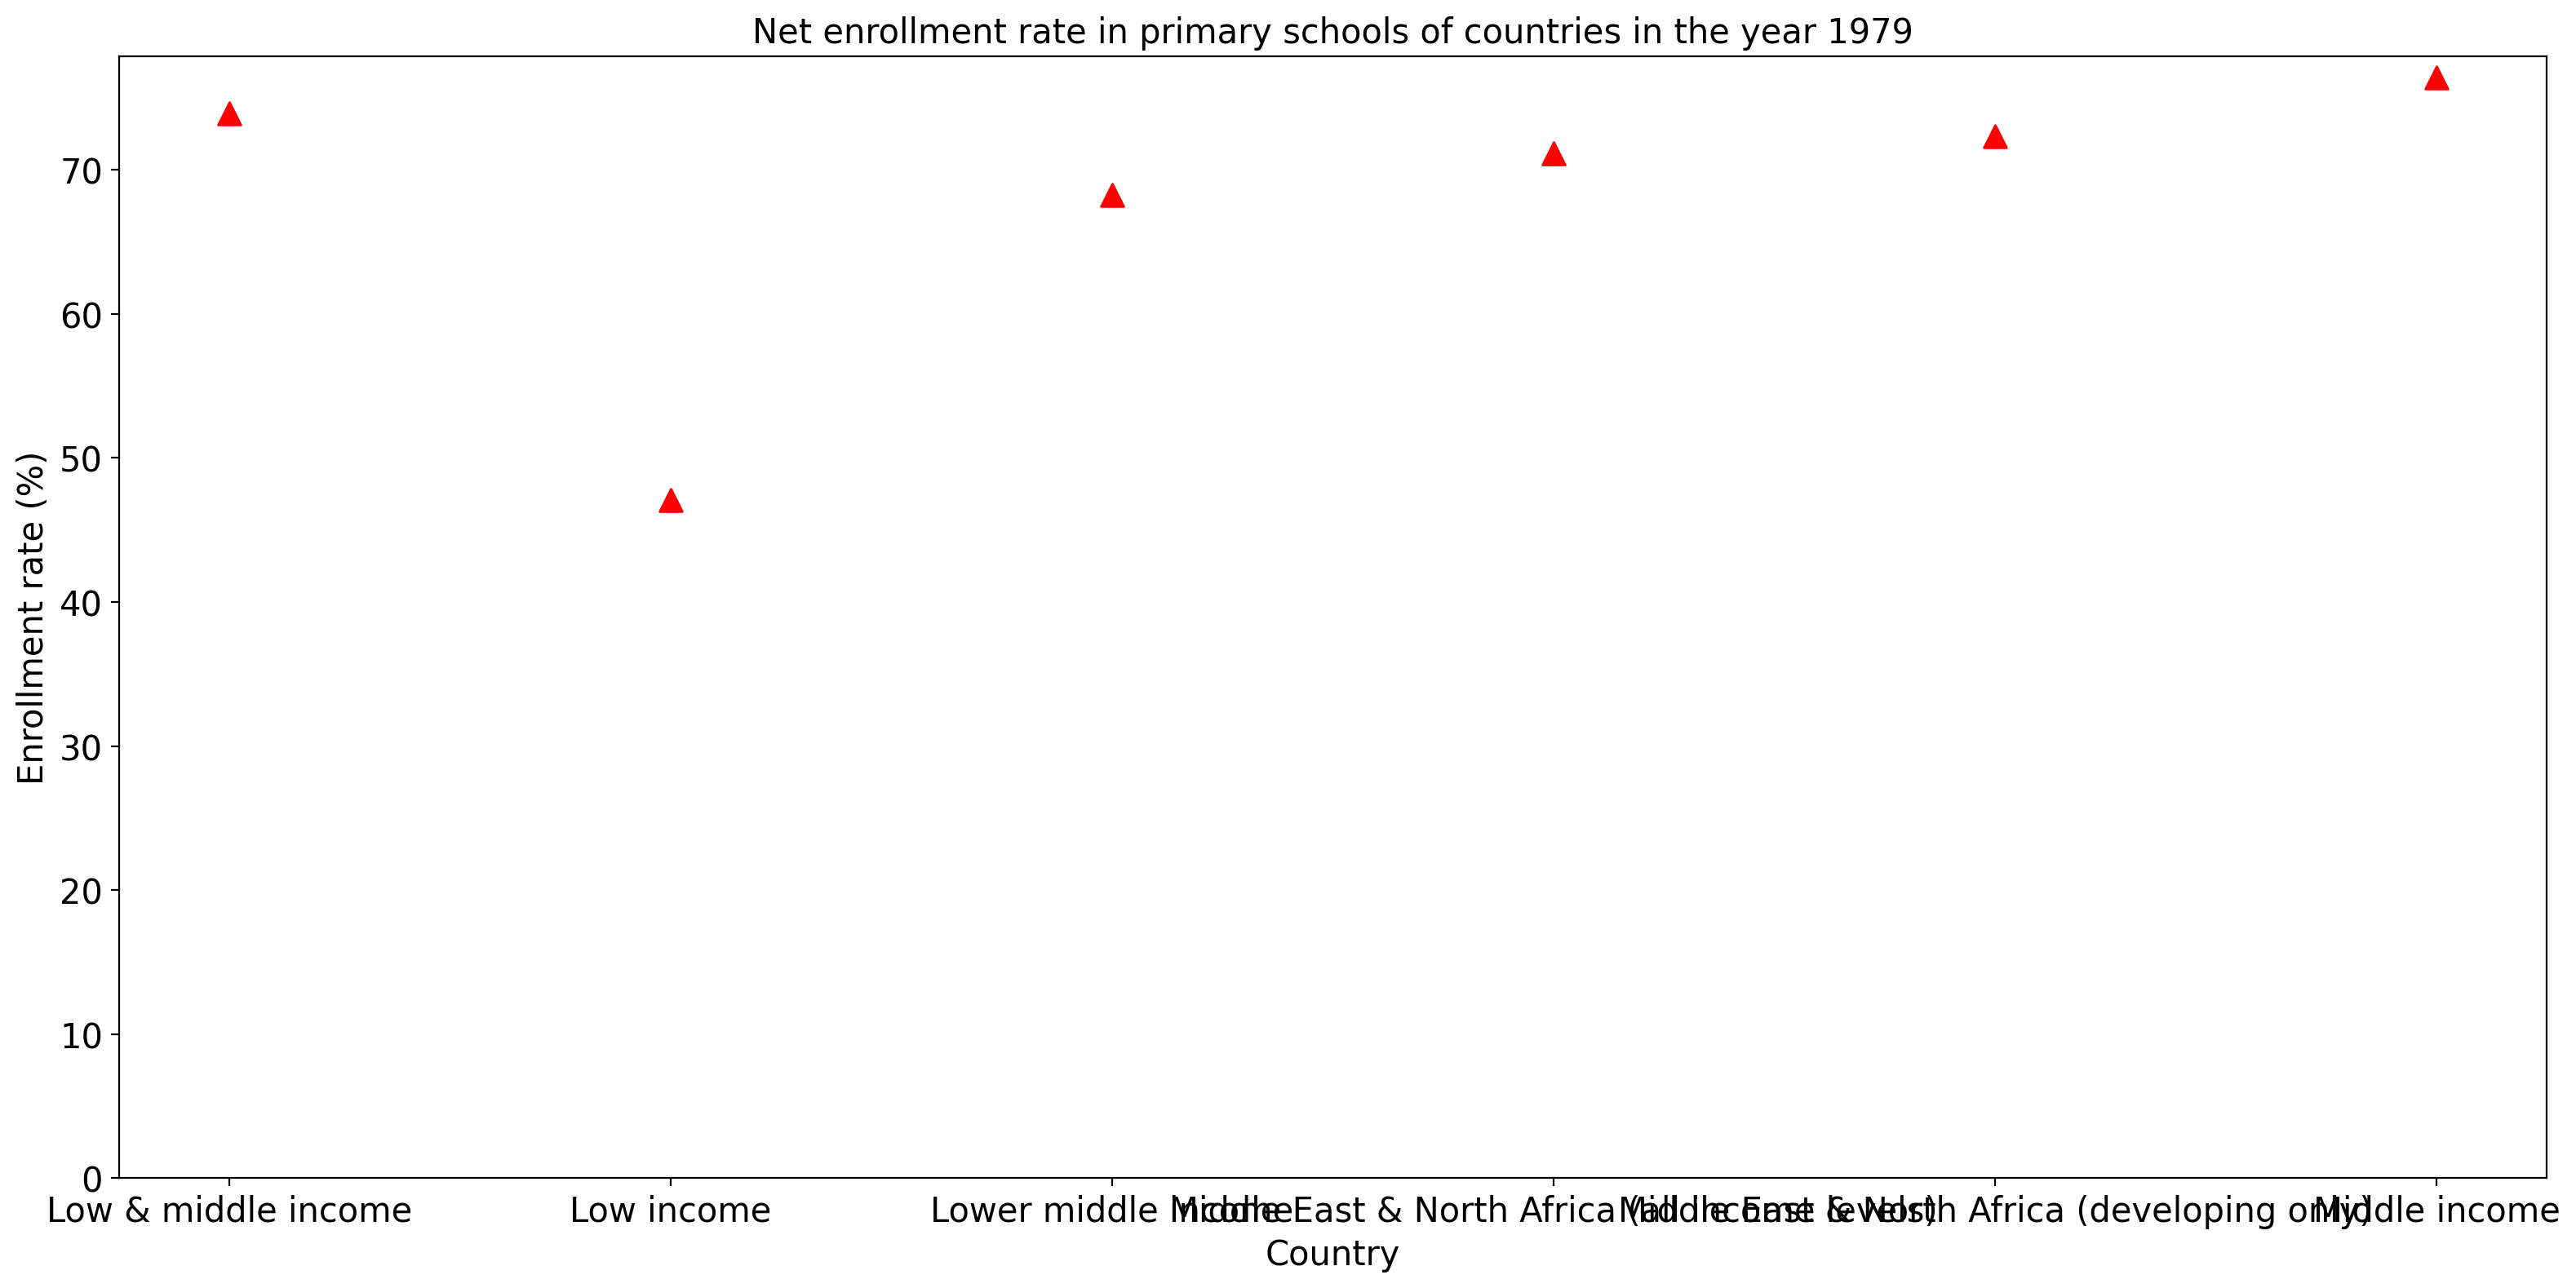 Net enrollment rate in primary schools of countries in the year 1979
Enrollment rate (%)
70
60
50
40
30
20
10
0
Low & middle income
Low income
Lower middle income
Middle East & North Africa (all income levels)
Middle East & North Africa (developing only)
Middle income
Country